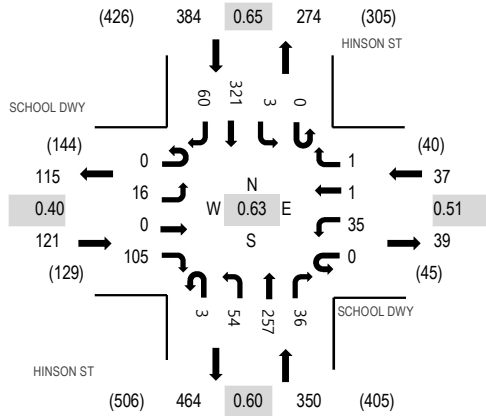 (426) 384 0.65 274 (305)
HINSON ST
60 321 3 0
SCHOOL DWY
(144) (40)
0 1
115 37
16 N 1
0.40 W 0.63 E 0.51
0 35
121 S 39
105 0
(129) (45)
3 54 257 36
SCHOOL DWY
HINSON ST
(506) 464 0.60 350 (405)